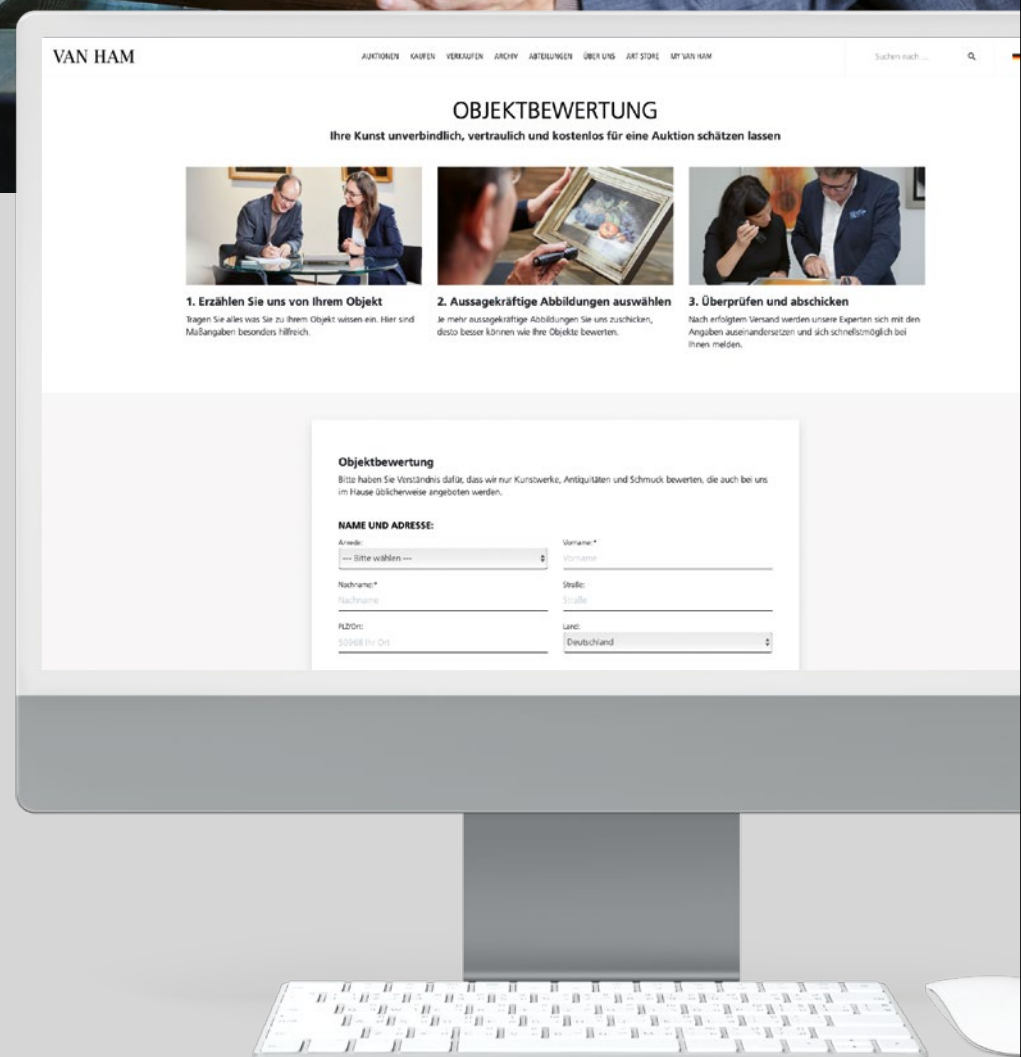 VAN HAM
AUKTIONEN KAUFEN VERKAUFEN ARCHIV ABTEILUNGEN ÜBER UNS ART STORE MY VAN HAM
Suchen nach ...
OBJEKTBEWERTUNG
Ihre Kunst unverbindlich, vertraulich und kostenlos für eine Auktion schätzen lassen
1. Erzählen Sie uns von Ihrem Objekt
Tragen Sie alles was Sie zu Ihrem Objekt wissen ein. Hier sind
Maßangaben besonders hilfreich.
2. Aussagekräftige Abbildungen auswählen
Je mehr aussagekräftige Abbildungen Sie uns zuschicken,
desto besser können wie Ihre Objekte bewerten.
3. Überprüfen und abschicken
Nach erfolgtem Versand werden unsere Experten sich mit den
Angaben auseinandersetzen und sich schnellstmöglich bei
Ihnen melden.
Objektbewertung
Bitte haben Sie Verständnis dafür, dass wir nur Kunstwerke, Antiquitäten und Schmuck bewerten, die auch bei uns
im Hause üblicherweise angeboten werden.
NAME UND ADRESSE:
Anrede:
--- Bitte wählen ---
Vorname:*
Vorname
Nachname:*
Nachname
Straße:
Straße
PLZ/Ort:
50968 Ihr Ort
Land:
Deutschland